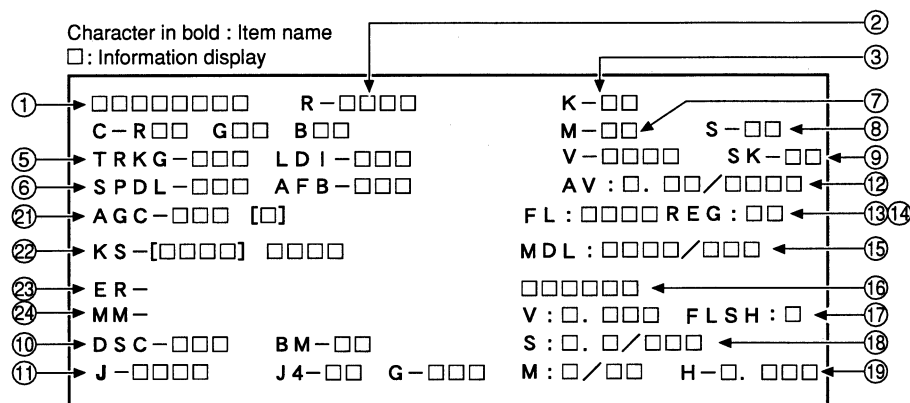 Character in bold : Item name
□ : Information display
② 
③
① □□□□□□□□ R－□□□□ K－□□
C－R□□ G□□ B□□ M－□□ ⑦ S－□□ ⑧
⑤ TRKG－□□□ LDI－□□□ V－□□□□ SK－□□ ⑨
⑥ SPDL－□□□ AFB－□□□ AV：□. □□/□□□□ ⑫
㉑ AGC－□□□ [□] FL：□□□□ REG：□□ ⑬⑭
㉒ KS－[□□□□] □□□□ MDL：□□□□/□□□ ⑮
㉓ ER－ □□□□□□ ⑯
㉔ MM－ V：□. □□□ FLSH：□ ⑰
⑩ DSC－□□□ BM－□□ S：□. □/□□□ ⑱
⑪ J－□□□□ J4－□□ G－□□□ M：□/□□ H－□. □□□ ⑲